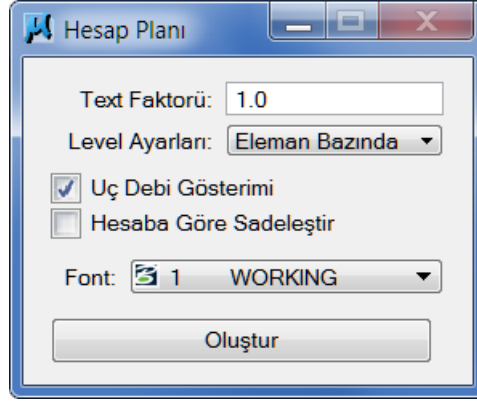 Hesap Planı
Text Faktorü: 1.0
Level Ayarları: Eleman Bazında
Uç Debi Gösterimi
Hesaba Göre Sadeleştir
Font: 1 WORKING
Oluştur